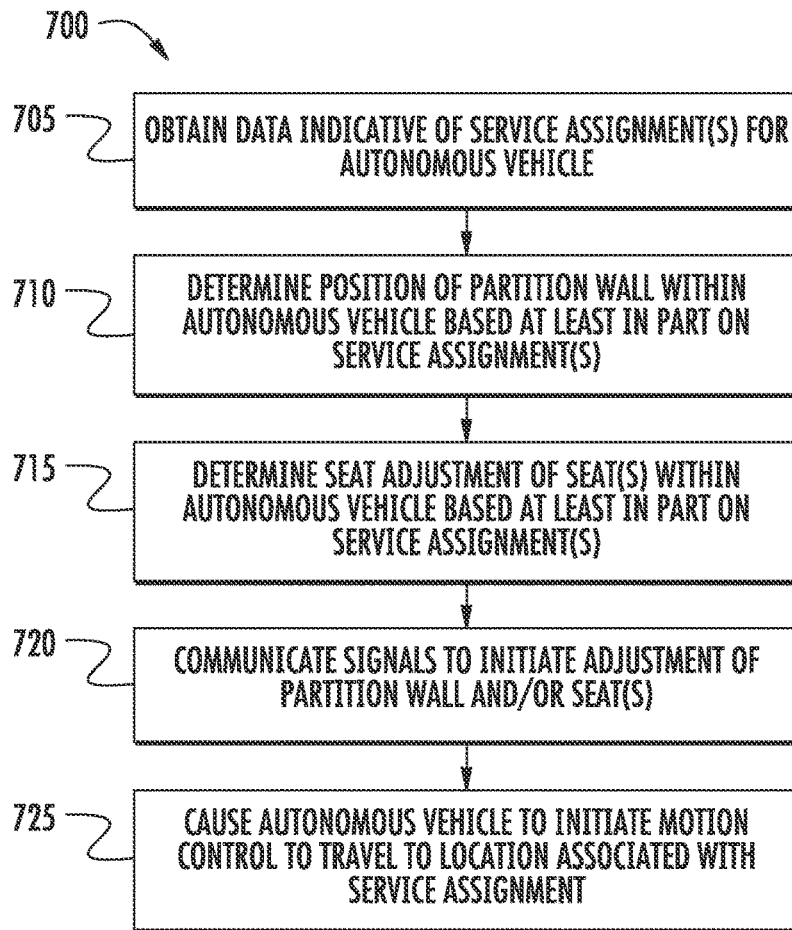 700
705
OBTAIN DATA INDICATIVE OF SERVICE ASSIGNMENT(S) FOR
AUTONOMOUS VEHICLE
710
DETERMINE POSITION OF PARTITION WALL WITHIN
AUTONOMOUS VEHICLE BASED AT LEAST IN PART ON
SERVICE ASSIGNMENT(S)
715
DETERMINE SEAT ADJUSTMENT OF SEAT(S) WITHIN
AUTONOMOUS VEHICLE BASED AT LEAST IN PART ON
SERVICE ASSIGNMENT(S)
720
COMMUNICATE SIGNALS TO INITIATE ADJUSTMENT OF
PARTITION WALL AND/OR SEAT(S)
725
CAUSE AUTONOMOUS VEHICLE TO INITIATE MOTION
CONTROL TO TRAVEL TO LOCATION ASSOCIATED WITH
SERVICE ASSIGNMENT